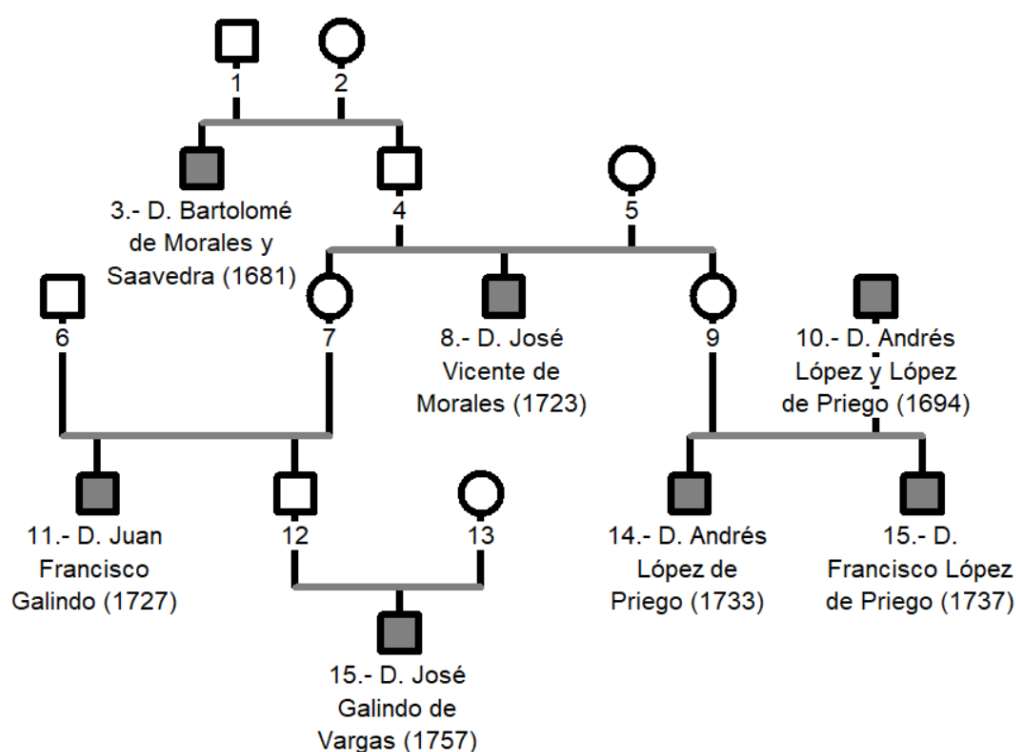 1
2
3.- D. Bartolomé
de Morales y
Saavedra (1681)
4
5
6
7
8.- D. José
Vicente de
Morales (1723)
9
10.- D. Andrés
López y López
de Priego (1694)
11.- D. Juan
Francisco
Galindo (1727)
12
13
14.- D. Andrés
López de
Priego (1733)
15.- D.
Francisco López
de Priego (1737)
15.- D. José
Galindo de
Vargas (1757)